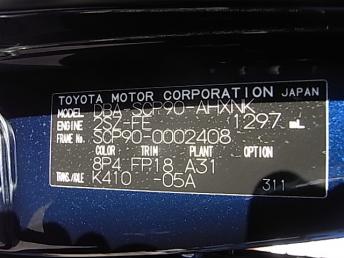 TOYOTA MOTOR CORPORATION JAPAN
MODEL DBA-SCP90-AHXNK
ENGINE 2SZ-FE 1297 mL
FRAME No. SCP90-0002408
COLOR TRIM PLANT OPTION
8P4 FP18 A31
TRANS./AXLE K410 -05A 311